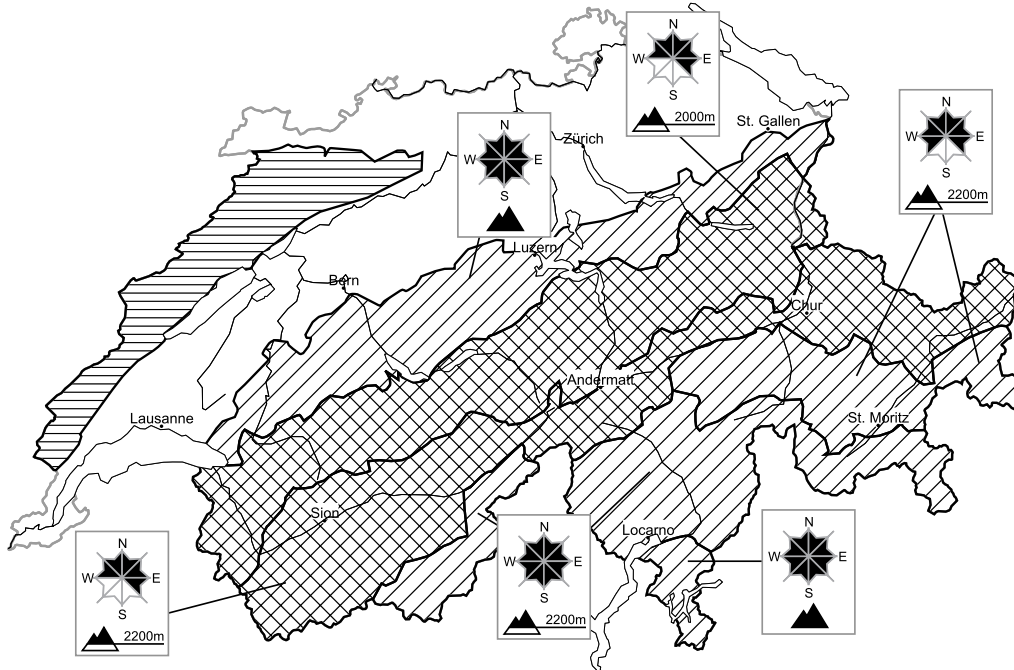 N
W E
S
2000m
St. Gallen
N
W E
S
2200m
N
W E
S
Zürich
Luzern
Bern
Chur
Andermatt
Lausanne
St. Moritz
Sion
Locarno
N
W E
S
2200m
N
W E
S
2200m
N
W E
S